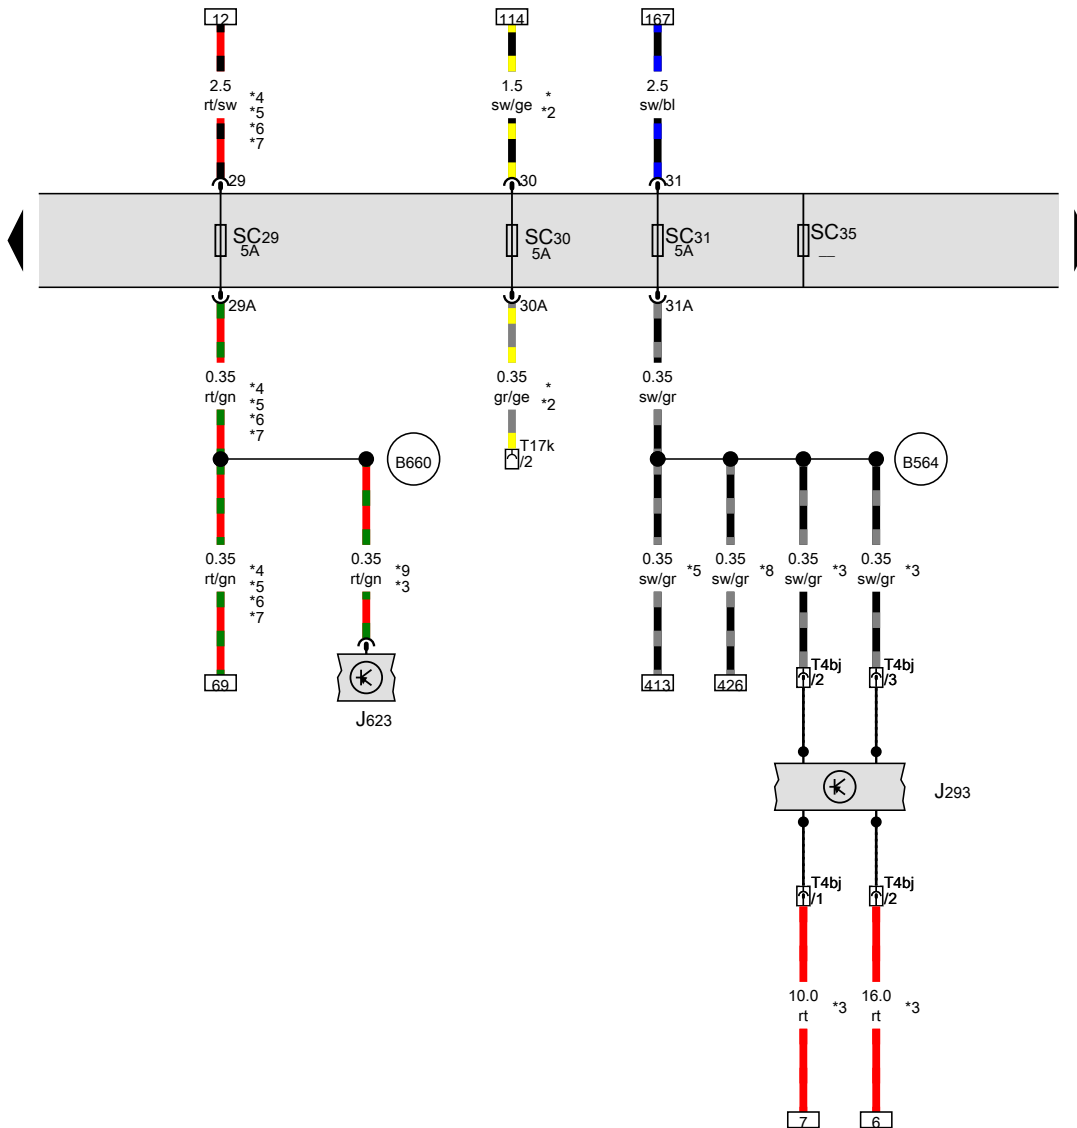 12
114
167
2.5
rt/sw
*4
*5
*6
*7
1.5
sw/ge
*
*2
2.5
sw/bl
29
30
31
SC29
5A
SC30
5A
SC31
5A
SC35
—
29A
30A
31A
0.35
rt/gn
*4
*5
*6
*7
0.35
gr/ge
*
*2
0.35
sw/gr
T17k
/2
B660
B564
0.35
rt/gn
*4
*5
*6
*7
0.35
rt/gn
*9
*3
0.35
sw/gr
*5
0.35
sw/gr
*8
0.35
sw/gr
*3
0.35
sw/gr
*3
69
J623
413
426
T4bj
/2
T4bj
/3
J293
T4bj
/1
T4bj
/2
10.0
rt
*3
16.0
rt
*3
7
6